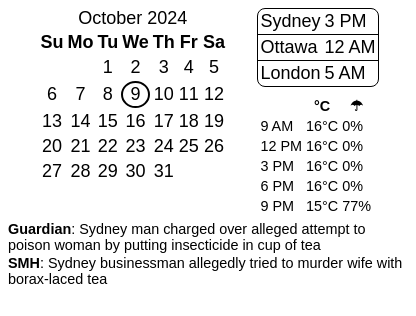 October 2024
Su Mo Tu We Th Fr Sa
1 2 3 4 5
6 7 8 9 10 11 12
13 14 15 16 17 18 19
20 21 22 23 24 25 26
27 28 29 30 31
Sydney 3 PM
Ottawa 12 AM
London 5 AM
°C ☂
9 AM 16°C 0%
12 PM 16°C 0%
3 PM 16°C 0%
6 PM 16°C 0%
9 PM 15°C 77%
Guardian: Sydney man charged over alleged attempt to
poison woman by putting insecticide in cup of tea
SMH: Sydney businessman allegedly tried to murder wife with
borax-laced tea